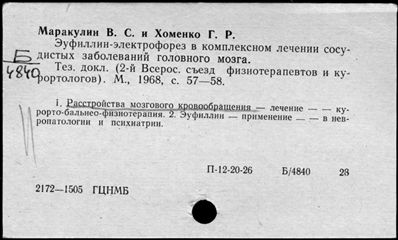 Маракулин В. С. и Хоменко Г. Р.
Эуфиллин-электрофорез в комплексном лечении сосу-
дистых заболеваний головного мозга.
Б
4840
Тез. докл. (2-й Всерос. съезд физиотерапевтов и ку-
рортологов). М., 1968, с. 57—58.
1. Расстройства мозгового кровообращения — лечение — — ку-
рорто-бальнео-физиотерапия. 2. Эуфиллин — применение — — в нев-
ропатологии и психиатрии.
П-12-20-26 Б/4840 23
2172—1505 ГЦНМБ